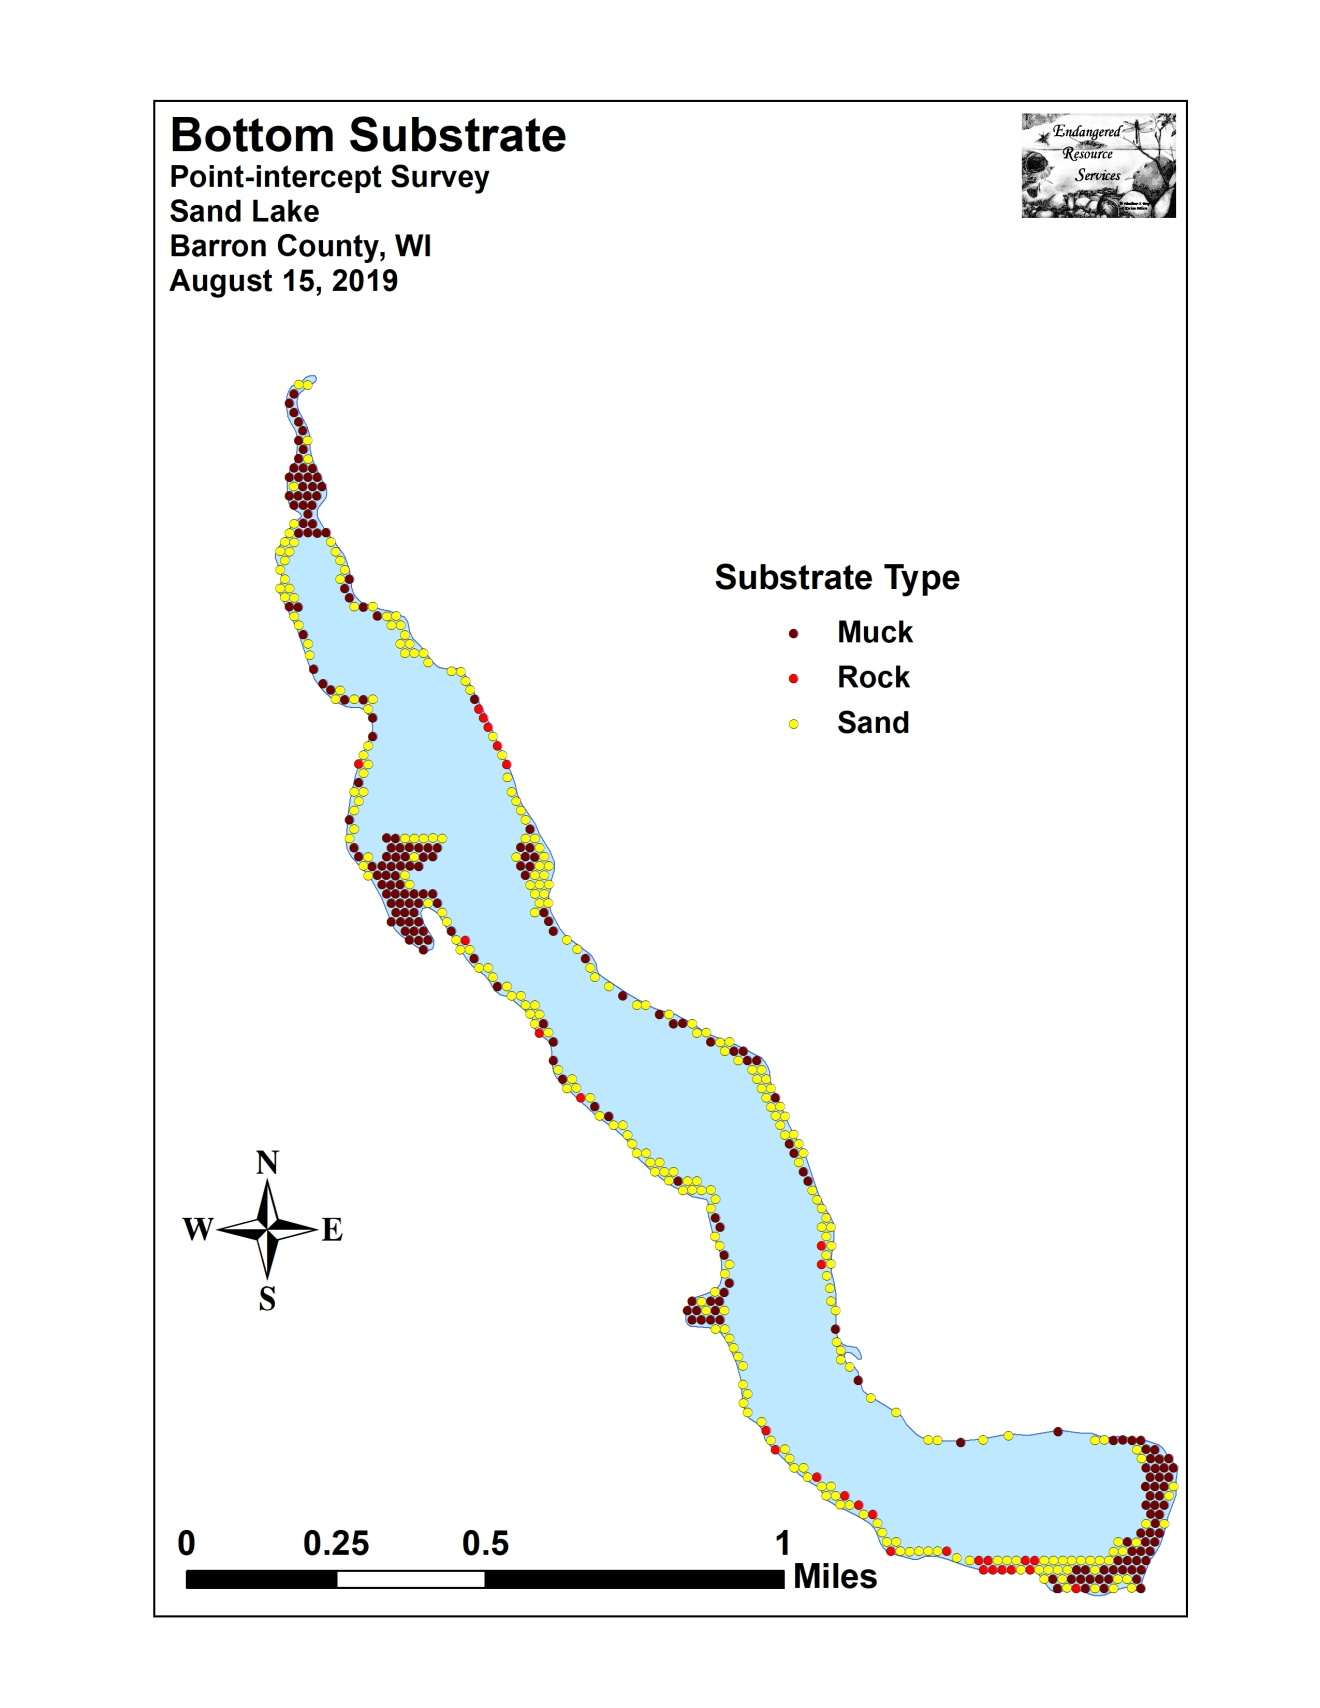 Bottom Substrate
Point-intercept Survey
Sand Lake
Barron County, WI
August 15, 2019
Endangered
Resource
Services
Substrate Type
Muck
Rock
Sand
N
W E
S
0 0.25 0.5 1
Miles